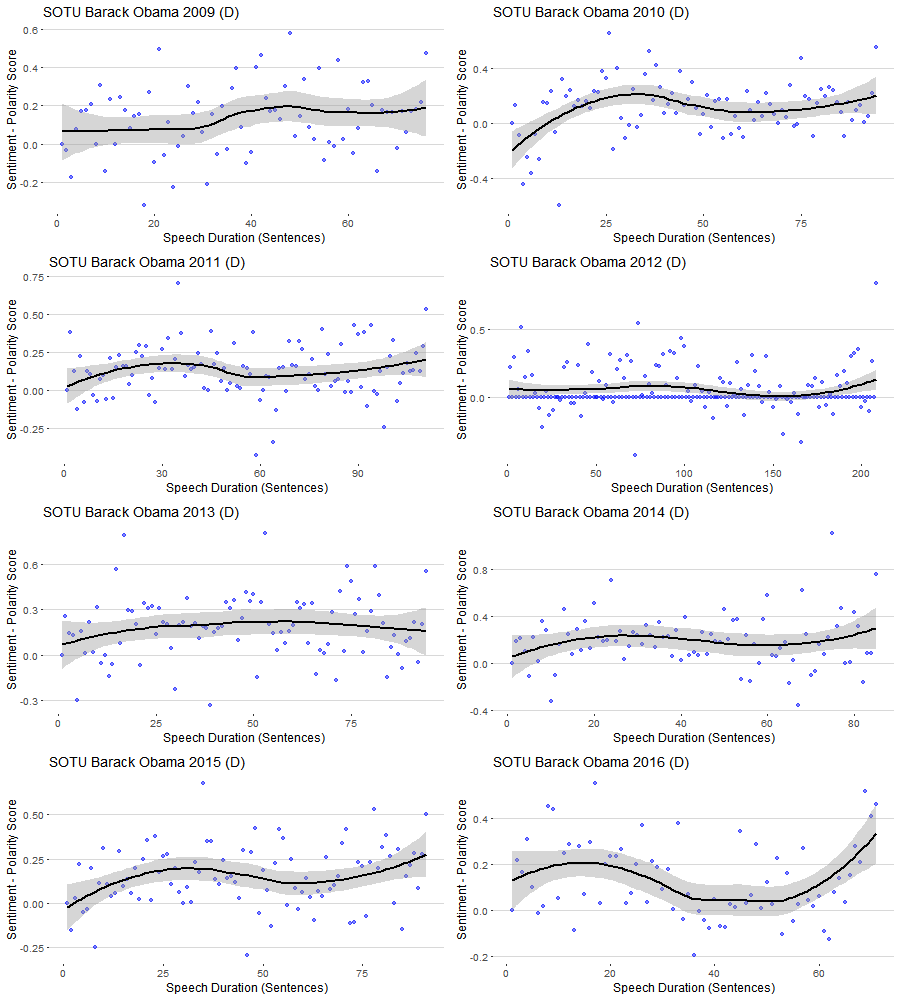 SOTU Barack Obama 2009 (D)
Sentiment - Polarity Score
0.6
0.4
0.2
0.0
-0.2
0
20
40
60
Speech Duration (Sentences)
SOTU Barack Obama 2010 (D)
Sentiment - Polarity Score
0.4
0.0
-0.4
0
25
50
75
Speech Duration (Sentences)
SOTU Barack Obama 2011 (D)
Sentiment - Polarity Score
0.75
0.50
0.25
0.00
-0.25
0
30
60
90
Speech Duration (Sentences)
SOTU Barack Obama 2012 (D)
Sentiment - Polarity Score
0.5
0.0
0
50
100
150
200
Speech Duration (Sentences)
SOTU Barack Obama 2013 (D)
Sentiment - Polarity Score
0.6
0.3
0.0
-0.3
0
25
50
75
Speech Duration (Sentences)
SOTU Barack Obama 2014 (D)
Sentiment - Polarity Score
0.8
0.4
0.0
-0.4
0
20
40
60
80
Speech Duration (Sentences)
SOTU Barack Obama 2015 (D)
Sentiment - Polarity Score
0.50
0.25
0.00
-0.25
0
25
50
75
Speech Duration (Sentences)
SOTU Barack Obama 2016 (D)
Sentiment - Polarity Score
0.4
0.2
0.0
-0.2
0
20
40
60
Speech Duration (Sentences)